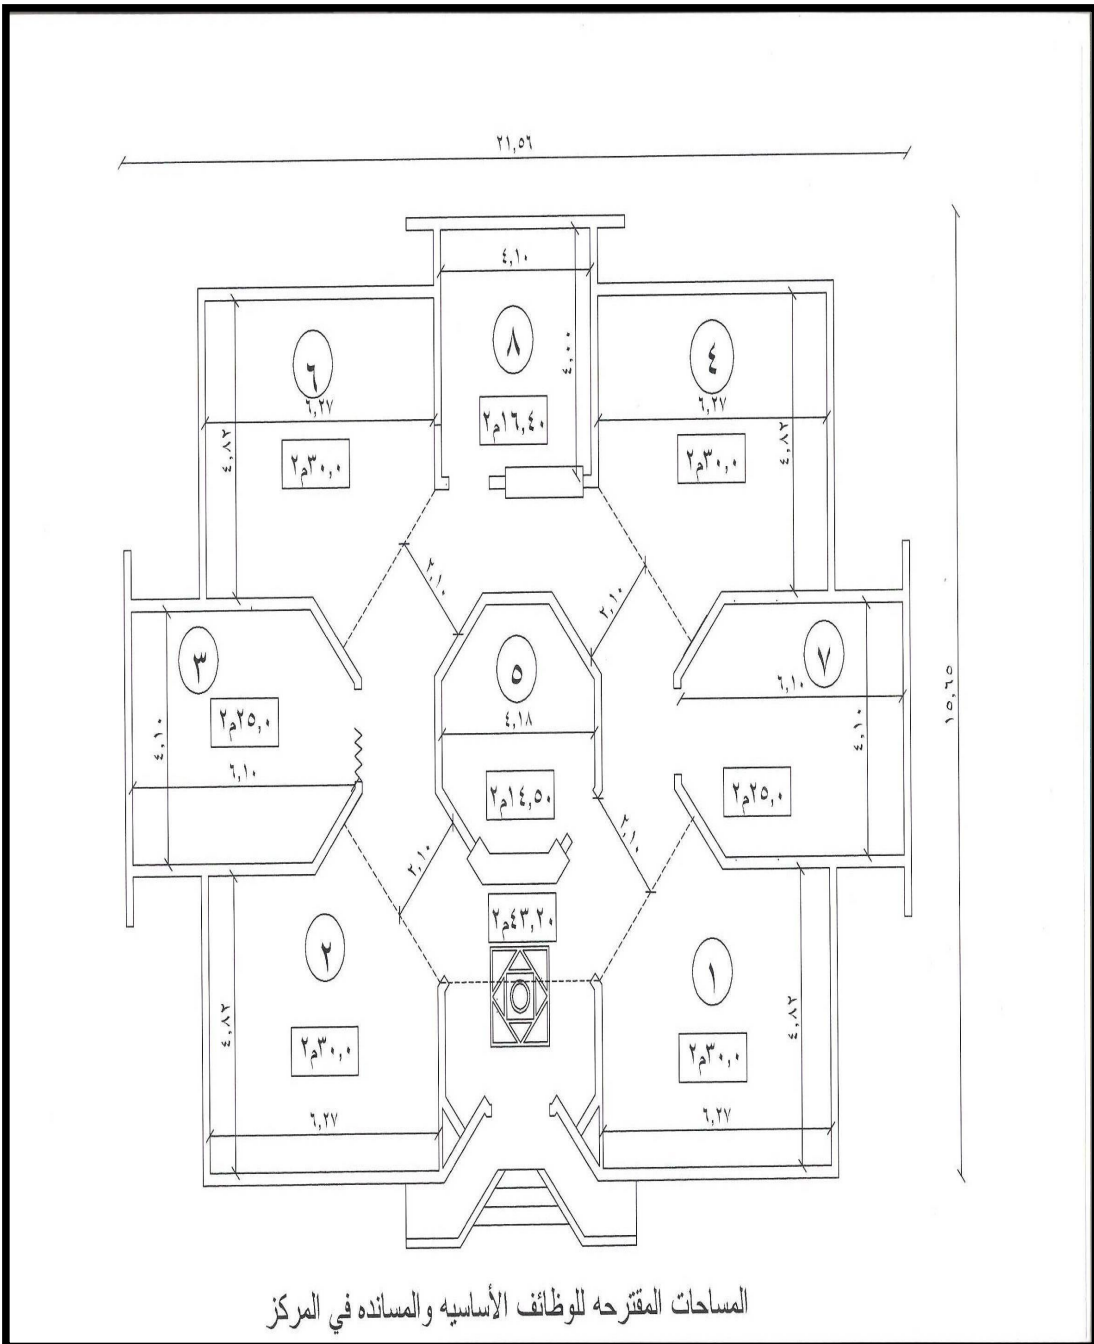 ٢١,٥٦
٤,١٠
٨
٤,٠٠
٦
٤
٦,٢٧
٦,٢٧
١٦,٤٠م٢
٤,٨٢
٤,٨٢
٣٠,٠م٢
٣٠,٠م٢
٢,١٠
٢,١٠
٣
٥
٧
١٥,٦٥
٦,١٠
٢٥,٠م٢
٤,١٨
٤,١٠
٤,١٠
٦,١٠
١٤,٥٠م٢
٢٥,٠م٢
٢,١٠
٢,١٠
٤٣,٢٠م٢
٢
١
٤,٨٢
٤,٨٢
٣٠,٠م٢
٣٠,٠م٢
٦,٢٧
٦,٢٧
المساحات المقترحه للوظائف الأساسيه والمسانده في المركز